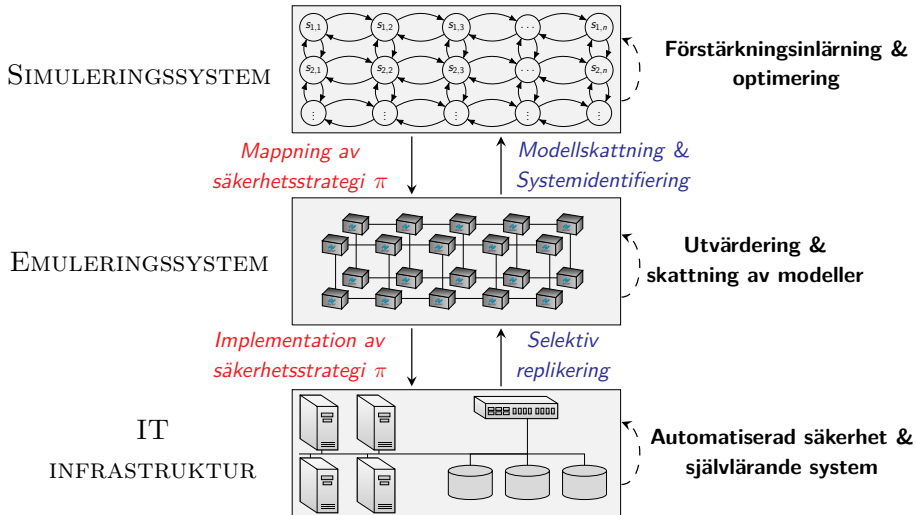 s1,1 s1,2 s1,3 ... s1,n
s2,1 s2,2 s2,3 ... s2,n
⋮ ⋮ ⋮ ⋮ ⋮
SIMULERINGSSYSTEM
Förstärkningsinlärning &
optimering
Mappning av
säkerhetsstrategi π
Modellskattning &
Systemidentifiering
EMULERINGSSYSTEM
Utvärdering &
skattning av modeller
Implementation av
säkerhetsstrategi π
Selektiv
replikering
IT
INFRASTRUKTUR
Automatiserad säkerhet &
självlärande system